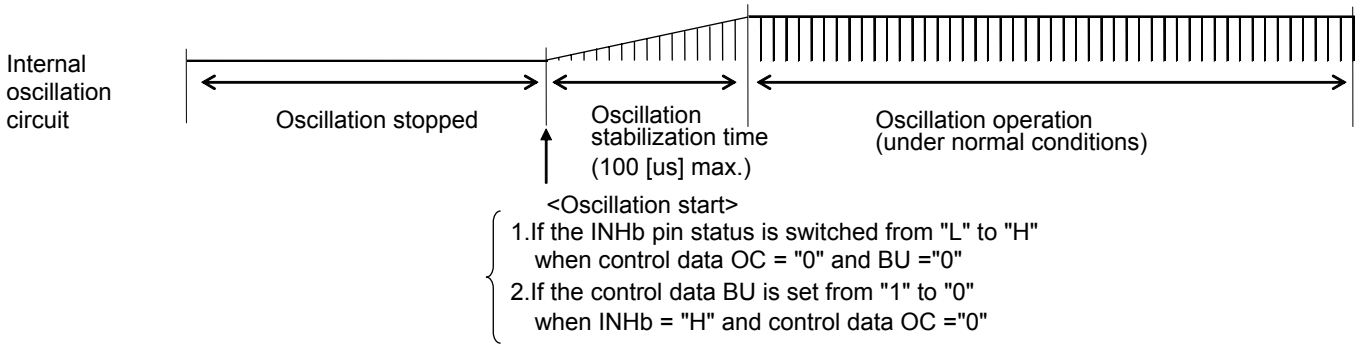 Internal
oscillation
circuit
Oscillation stopped
Oscillation
stabilization time
(100 [us] max.)
Oscillation operation
(under normal conditions)
<Oscillation start>
1.If the INHb pin status is switched from "L" to "H"
when control data OC = "0" and BU ="0"
2.If the control data BU is set from "1" to "0"
when INHb = "H" and control data OC ="0"